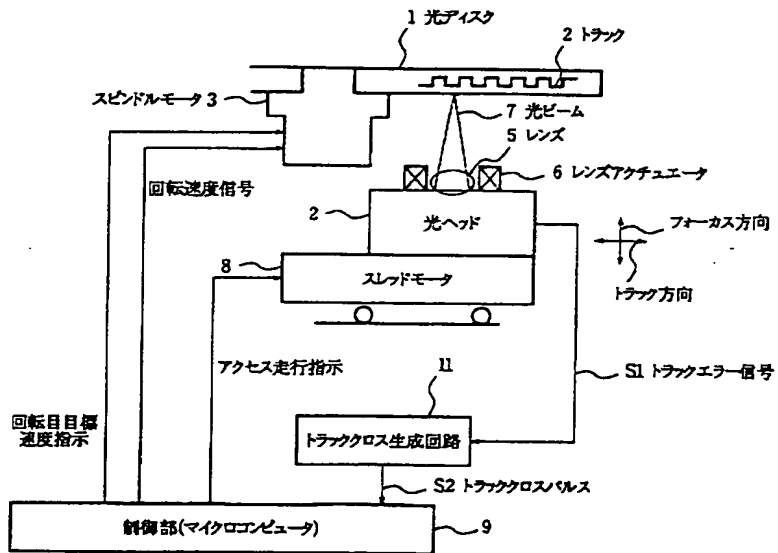 1 光ディスク
2 トラック
スピンドルモータ 3
7 光ビーム
5 レンズ
6 レンズアクチュエータ
回転速度信号
2
光ヘッド
フォーカス方向
トラック方向
8
スレッドモータ
アクセス走行指示
S1 トラックエラー信号
11
回転目目標
速度指示
トラッククロス生成回路
S2 トラッククロスパルス
制御部(マイクロコンピュータ)
9